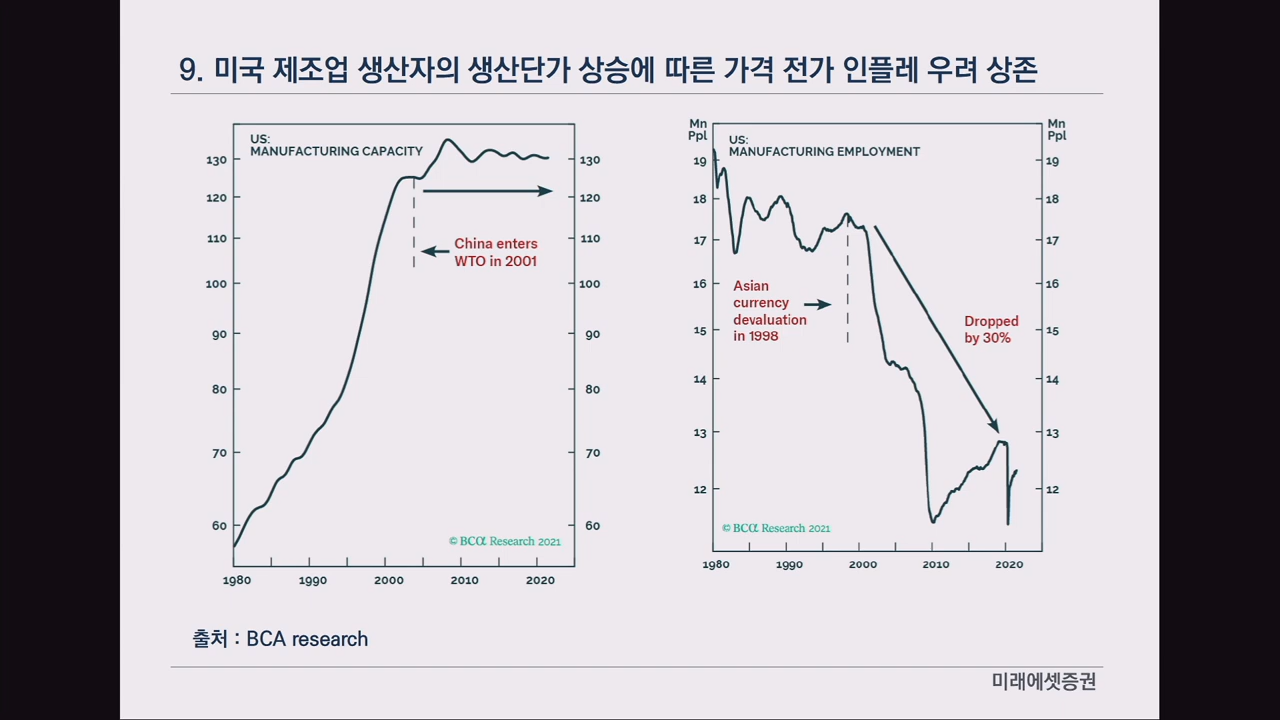 9. 미국 제조업 생산자의 생산단가 상승에 따른 가격 전가 인플레 우려 상존
US:
MANUFACTURING CAPACITY
130
120
110
100
90
80
70
60
130
120
110
100
90
80
70
60
China enters
WTO in 2001
© BCα Research 2021
1980
1990
2000
2010
2020
Mn
Ppl
US:
MANUFACTURING EMPLOYMENT
Mn
Ppl
19
18
17
16
15
14
13
12
19
18
17
16
15
14
13
12
Asian
currency
devaluation
in 1998
Dropped
by 30%
© BCα Research 2021
1980
1990
2000
2010
2020
출처 : BCA research
미래에셋증권